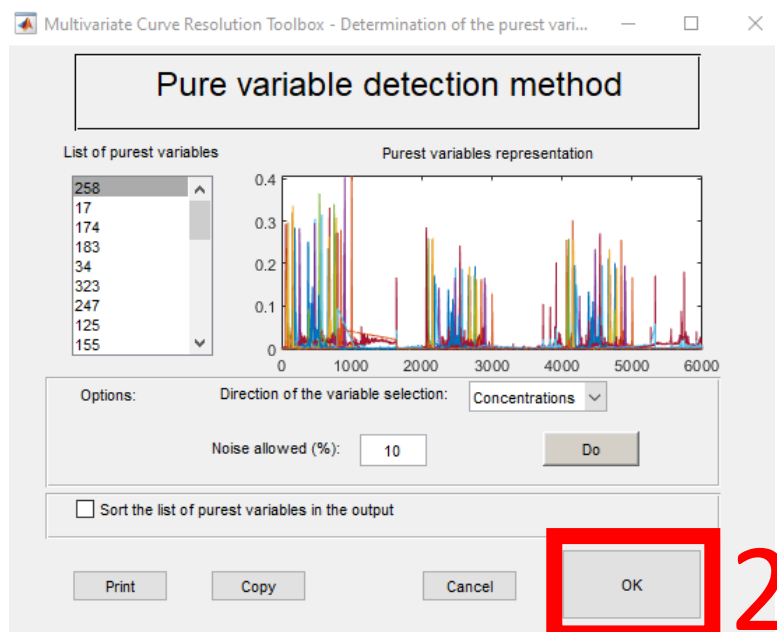 Multivariate Curve Resolution Toolbox - Determination of the purest vari...
Pure variable detection method
List of purest variables
Purest variables representation
258
17
174
183
34
323
247
125
155
0.4
0.3
0.2
0.1
0
0 1000 2000 3000 4000 5000 6000
Options:
Direction of the variable selection:
Concentrations
Noise allowed (%):
10
Do
Sort the list of purest variables in the output
Print
Copy
Cancel
OK
2